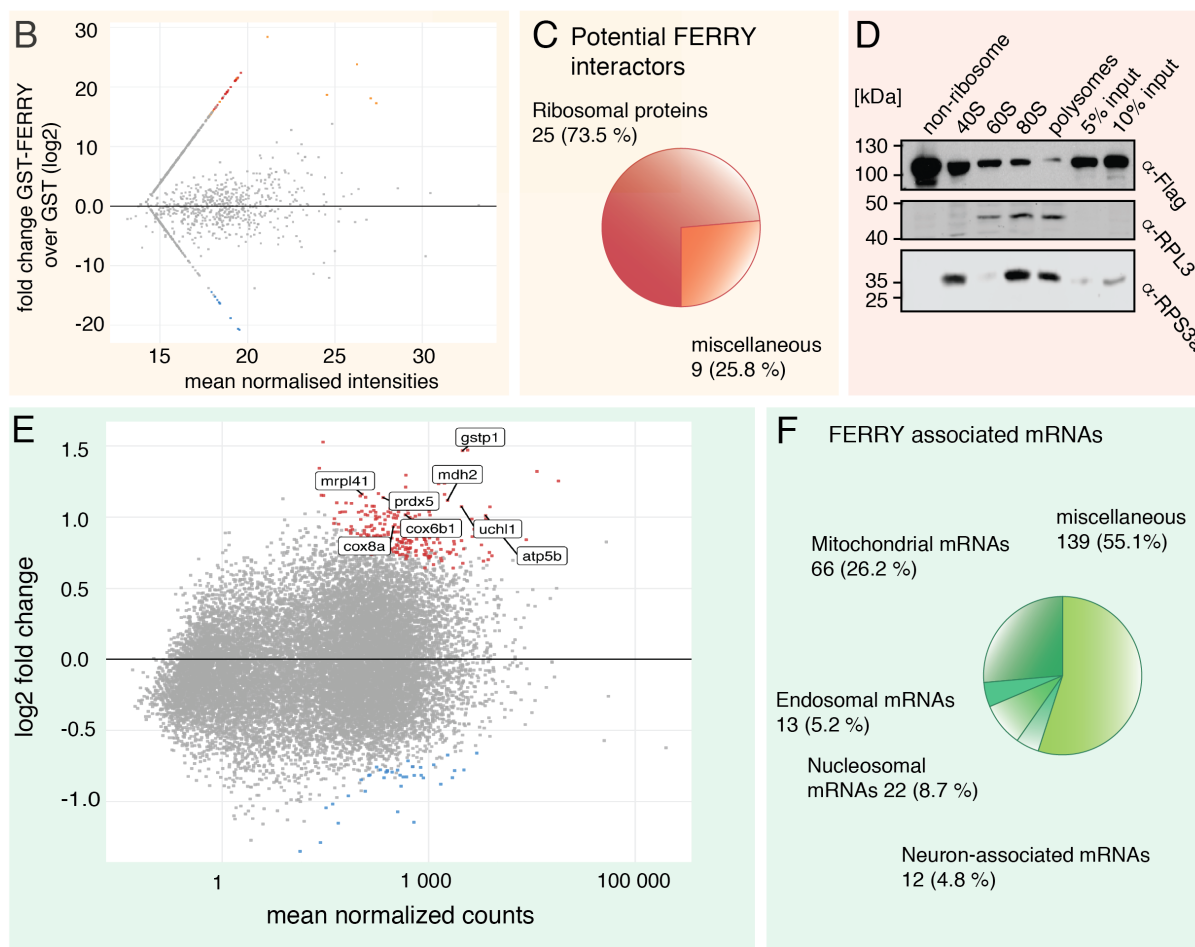 B
30
20
10
0.0
-10
-20
fold change GST-FERRY
over GST (log2)
15
20
25
30
mean normalised intensities
C Potential FERRY
interactors
Ribosomal proteins
25 (73.5 %)
miscellaneous
9 (25.8 %)
D
[kDa]
non-ribosome
40S
60S
80S
polysomes
5% input
10% input
130
100
α-Flag
50
40
α-RPL3
35
25
α-RPS3a
E
1.5
1.0
0.5
0.0
-0.5
-1.0
log2 fold change
gstp1
mdh2
mrpl41
prdx5
cox6b1
uchl1
cox8a
atp5b
1
1 000
100 000
mean normalized counts
F FERRY associated mRNAs
miscellaneous
139 (55.1%)
Mitochondrial mRNAs
66 (26.2 %)
Endosomal mRNAs
13 (5.2 %)
Nucleosomal
mRNAs 22 (8.7 %)
Neuron-associated mRNAs
12 (4.8 %)